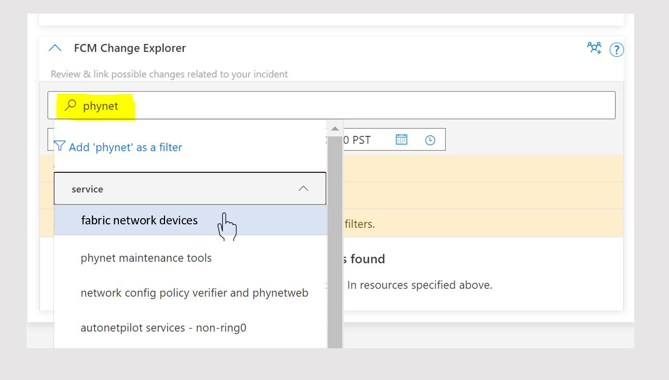 FCM Change Explorer
Review & link possible changes related to your incident
phynet
Add 'phynet' as a filter
0 PST
service
fabric network devices
filters.
phynet maintenance tools
s found
In resources specified above.
network config policy verifier and phynetweb
autonetpilot services - non-ring0